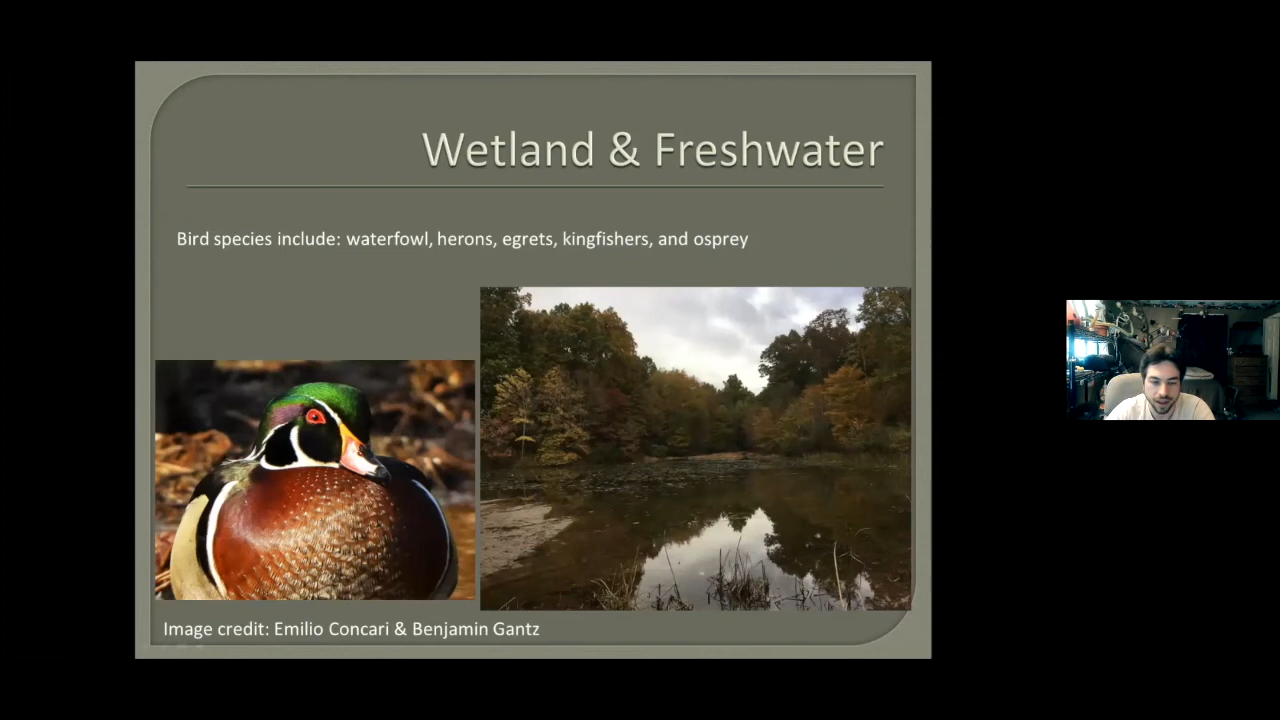 Wetland & Freshwater
Bird species include: waterfowl, herons, egrets, kingfishers, and osprey
Image credit: Emilio Concari & Benjamin Gantz